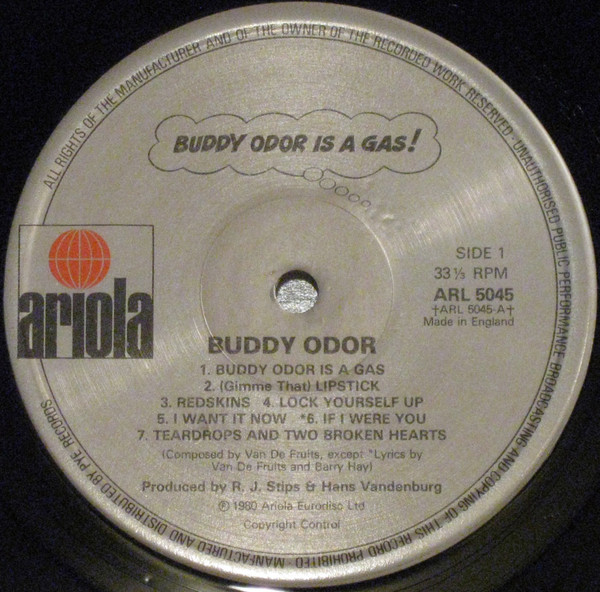 ALL RIGHTS OF THE MANUFACTURER AND OF THE OWNER OF THE RECORDED WORK RESERVED · UNAUTHORISED PUBLIC PERFORMANCE BROADCASTING AND COPYING OF THIS RECORD PROHIBITED · MANUFACTURED AND DISTRIBUTED BY PYE RECORDS
BUDDY ODOR IS A GAS!
ariola
SIDE 1
33⅓ RPM
ARL 5045
†ARL 5045-A†
Made in England
BUDDY ODOR
1. BUDDY ODOR IS A GAS
2. (Gimme That) LIPSTICK
3. REDSKINS 4. LOCK YOURSELF UP
5. I WANT IT NOW *6. IF I WERE YOU
7. TEARDROPS AND TWO BROKEN HEARTS
(Composed by Van De Fruits, except *Lyrics by
Van De Fruits and Barry Hay)
Produced by R. J. Stips & Hans Vandenburg
℗ 1980 Ariola Eurodisc Ltd
Copyright Control